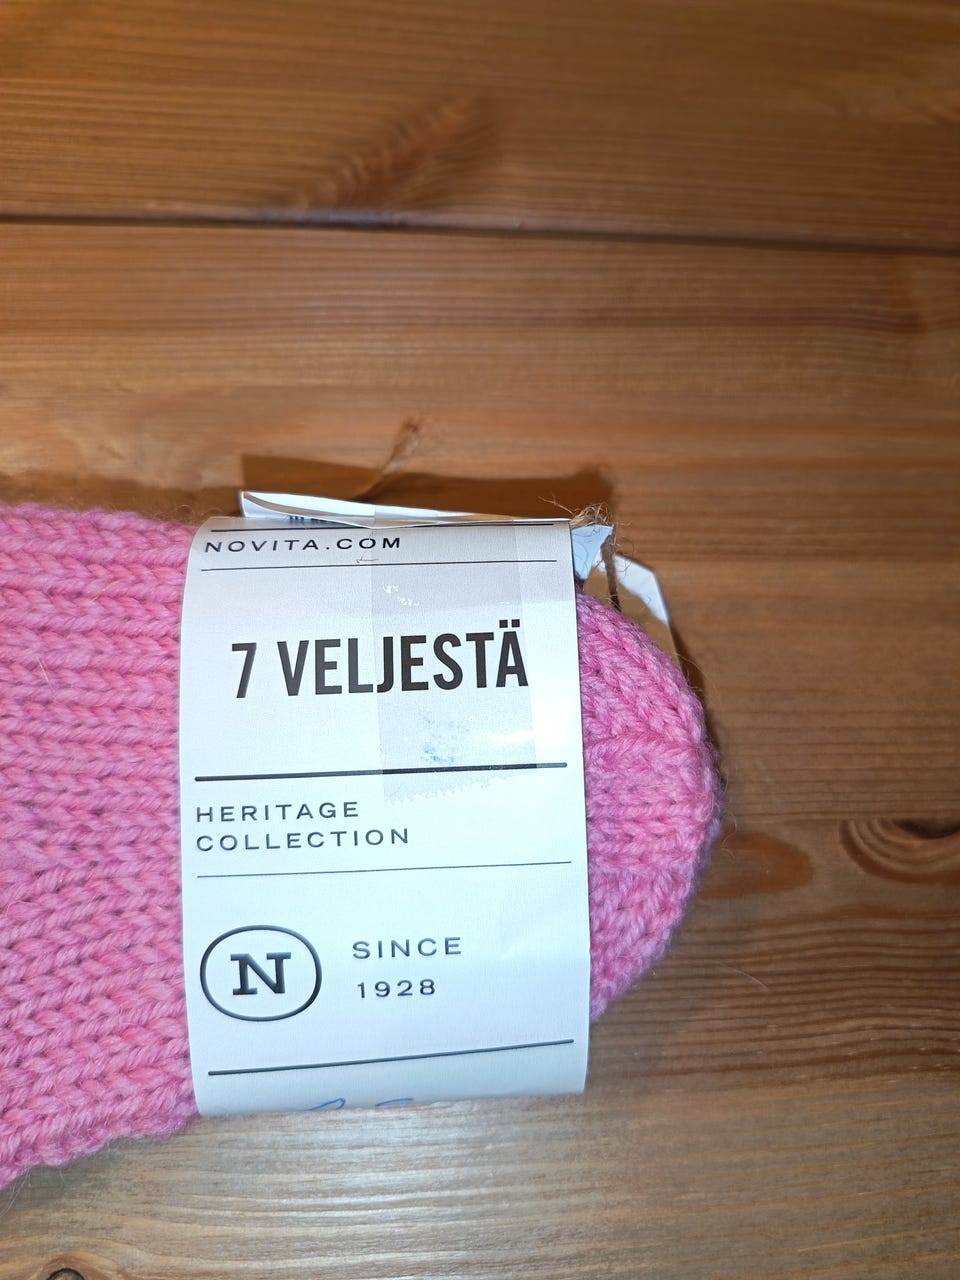 NOVITA.COM
7 VELJESTÄ
HERITAGE
COLLECTION
N
SINCE
1928